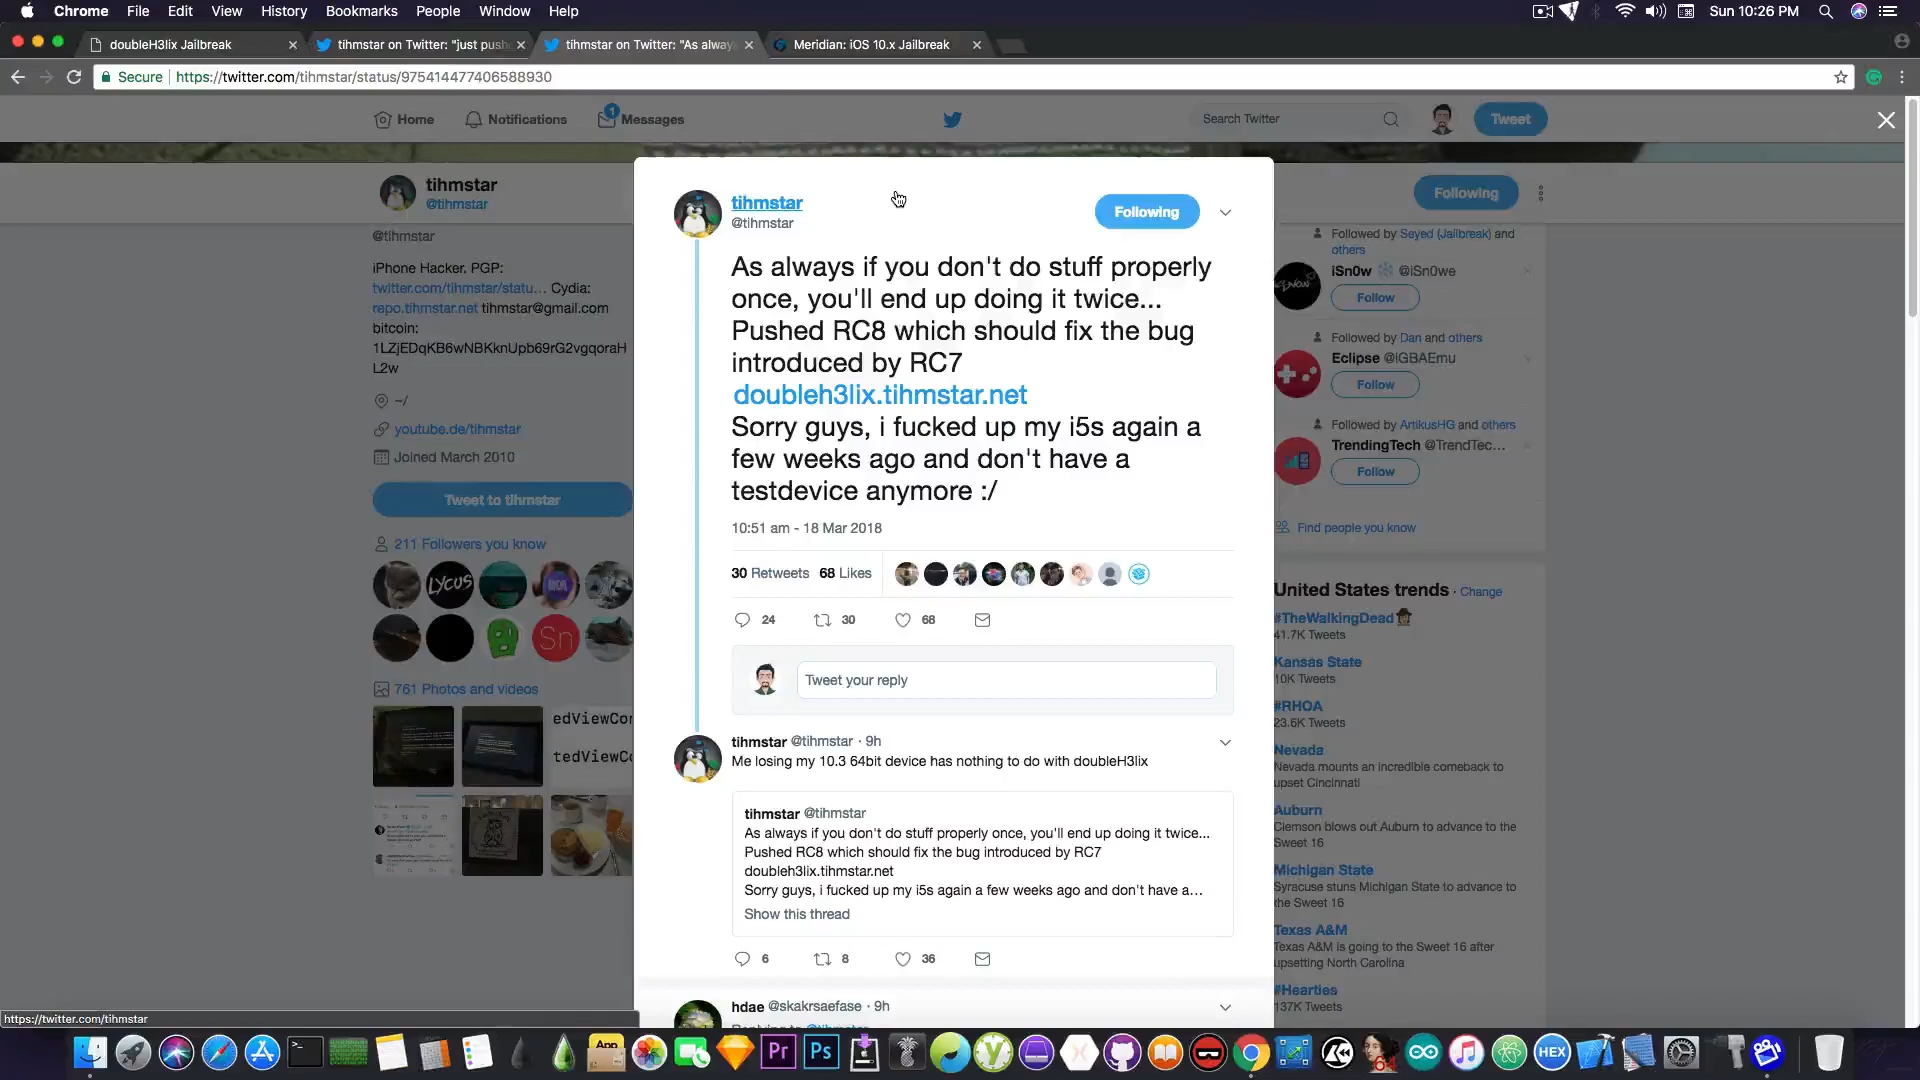 Chrome File Edit View History Bookmarks People Window Help
Sun 10:26 PM
doubleH3lix Jailbreak
tihmstar on Twitter: "just push
tihmstar on Twitter: "As alway
Meridian: iOS 10.x Jailbreak
Secure https://twitter.com/tihmstar/status/975414477406588930
Home Notifications 1 Messages
Search Twitter
Tweet
tihmstar
@tihmstar
Following
@tihmstar
iPhone Hacker. PGP:
twitter.com/tihmstar/statu… Cydia:
repo.tihmstar.net tihmstar@gmail.com
bitcoin:
1LZjEDqKB6wNBKknUpb69rG2vgqoraH
L2w
~/
youtube.de/tihmstar
Joined March 2010
Tweet to tihmstar
211 Followers you know
LYCUS
Sn
761 Photos and videos
edViewCo
tedViewCo
tihmstar
@tihmstar
Following
As always if you don't do stuff properly
once, you'll end up doing it twice...
Pushed RC8 which should fix the bug
introduced by RC7
doubleh3lix.tihmstar.net
Sorry guys, i fucked up my i5s again a
few weeks ago and don't have a
testdevice anymore :/
10:51 am - 18 Mar 2018
30 Retweets 68 Likes
24 30 68
Tweet your reply
tihmstar @tihmstar · 9h
Me losing my 10.3 64bit device has nothing to do with doubleH3lix
tihmstar @tihmstar
As always if you don't do stuff properly once, you'll end up doing it twice...
Pushed RC8 which should fix the bug introduced by RC7
doubleh3lix.tihmstar.net
Sorry guys, i fucked up my i5s again a few weeks ago and don't have a…
Show this thread
6 8 36
hdae @skakrsaefase · 9h
Replying to @tihmstar
Followed by Seyed (Jailbreak) and
others
iSn0w @iSn0we
Follow
Followed by Dan and others
Eclipse @iGBAEmu
Follow
Followed by ArtikusHG and others
TrendingTech @TrendTec…
Follow
Find people you know
United States trends · Change
#TheWalkingDead
41.7K Tweets
Kansas State
10K Tweets
#RHOA
23.6K Tweets
Nevada
Nevada mounts an incredible comeback to
upset Cincinnati
Auburn
Clemson blows out Auburn to advance to the
Sweet 16
Michigan State
Syracuse stuns Michigan State to advance to
the Sweet 16
Texas A&M
Texas A&M is going to the Sweet 16 after
upsetting North Carolina
#Hearties
137K Tweets
https://twitter.com/tihmstar
App
Pr
Ps
64
HEX